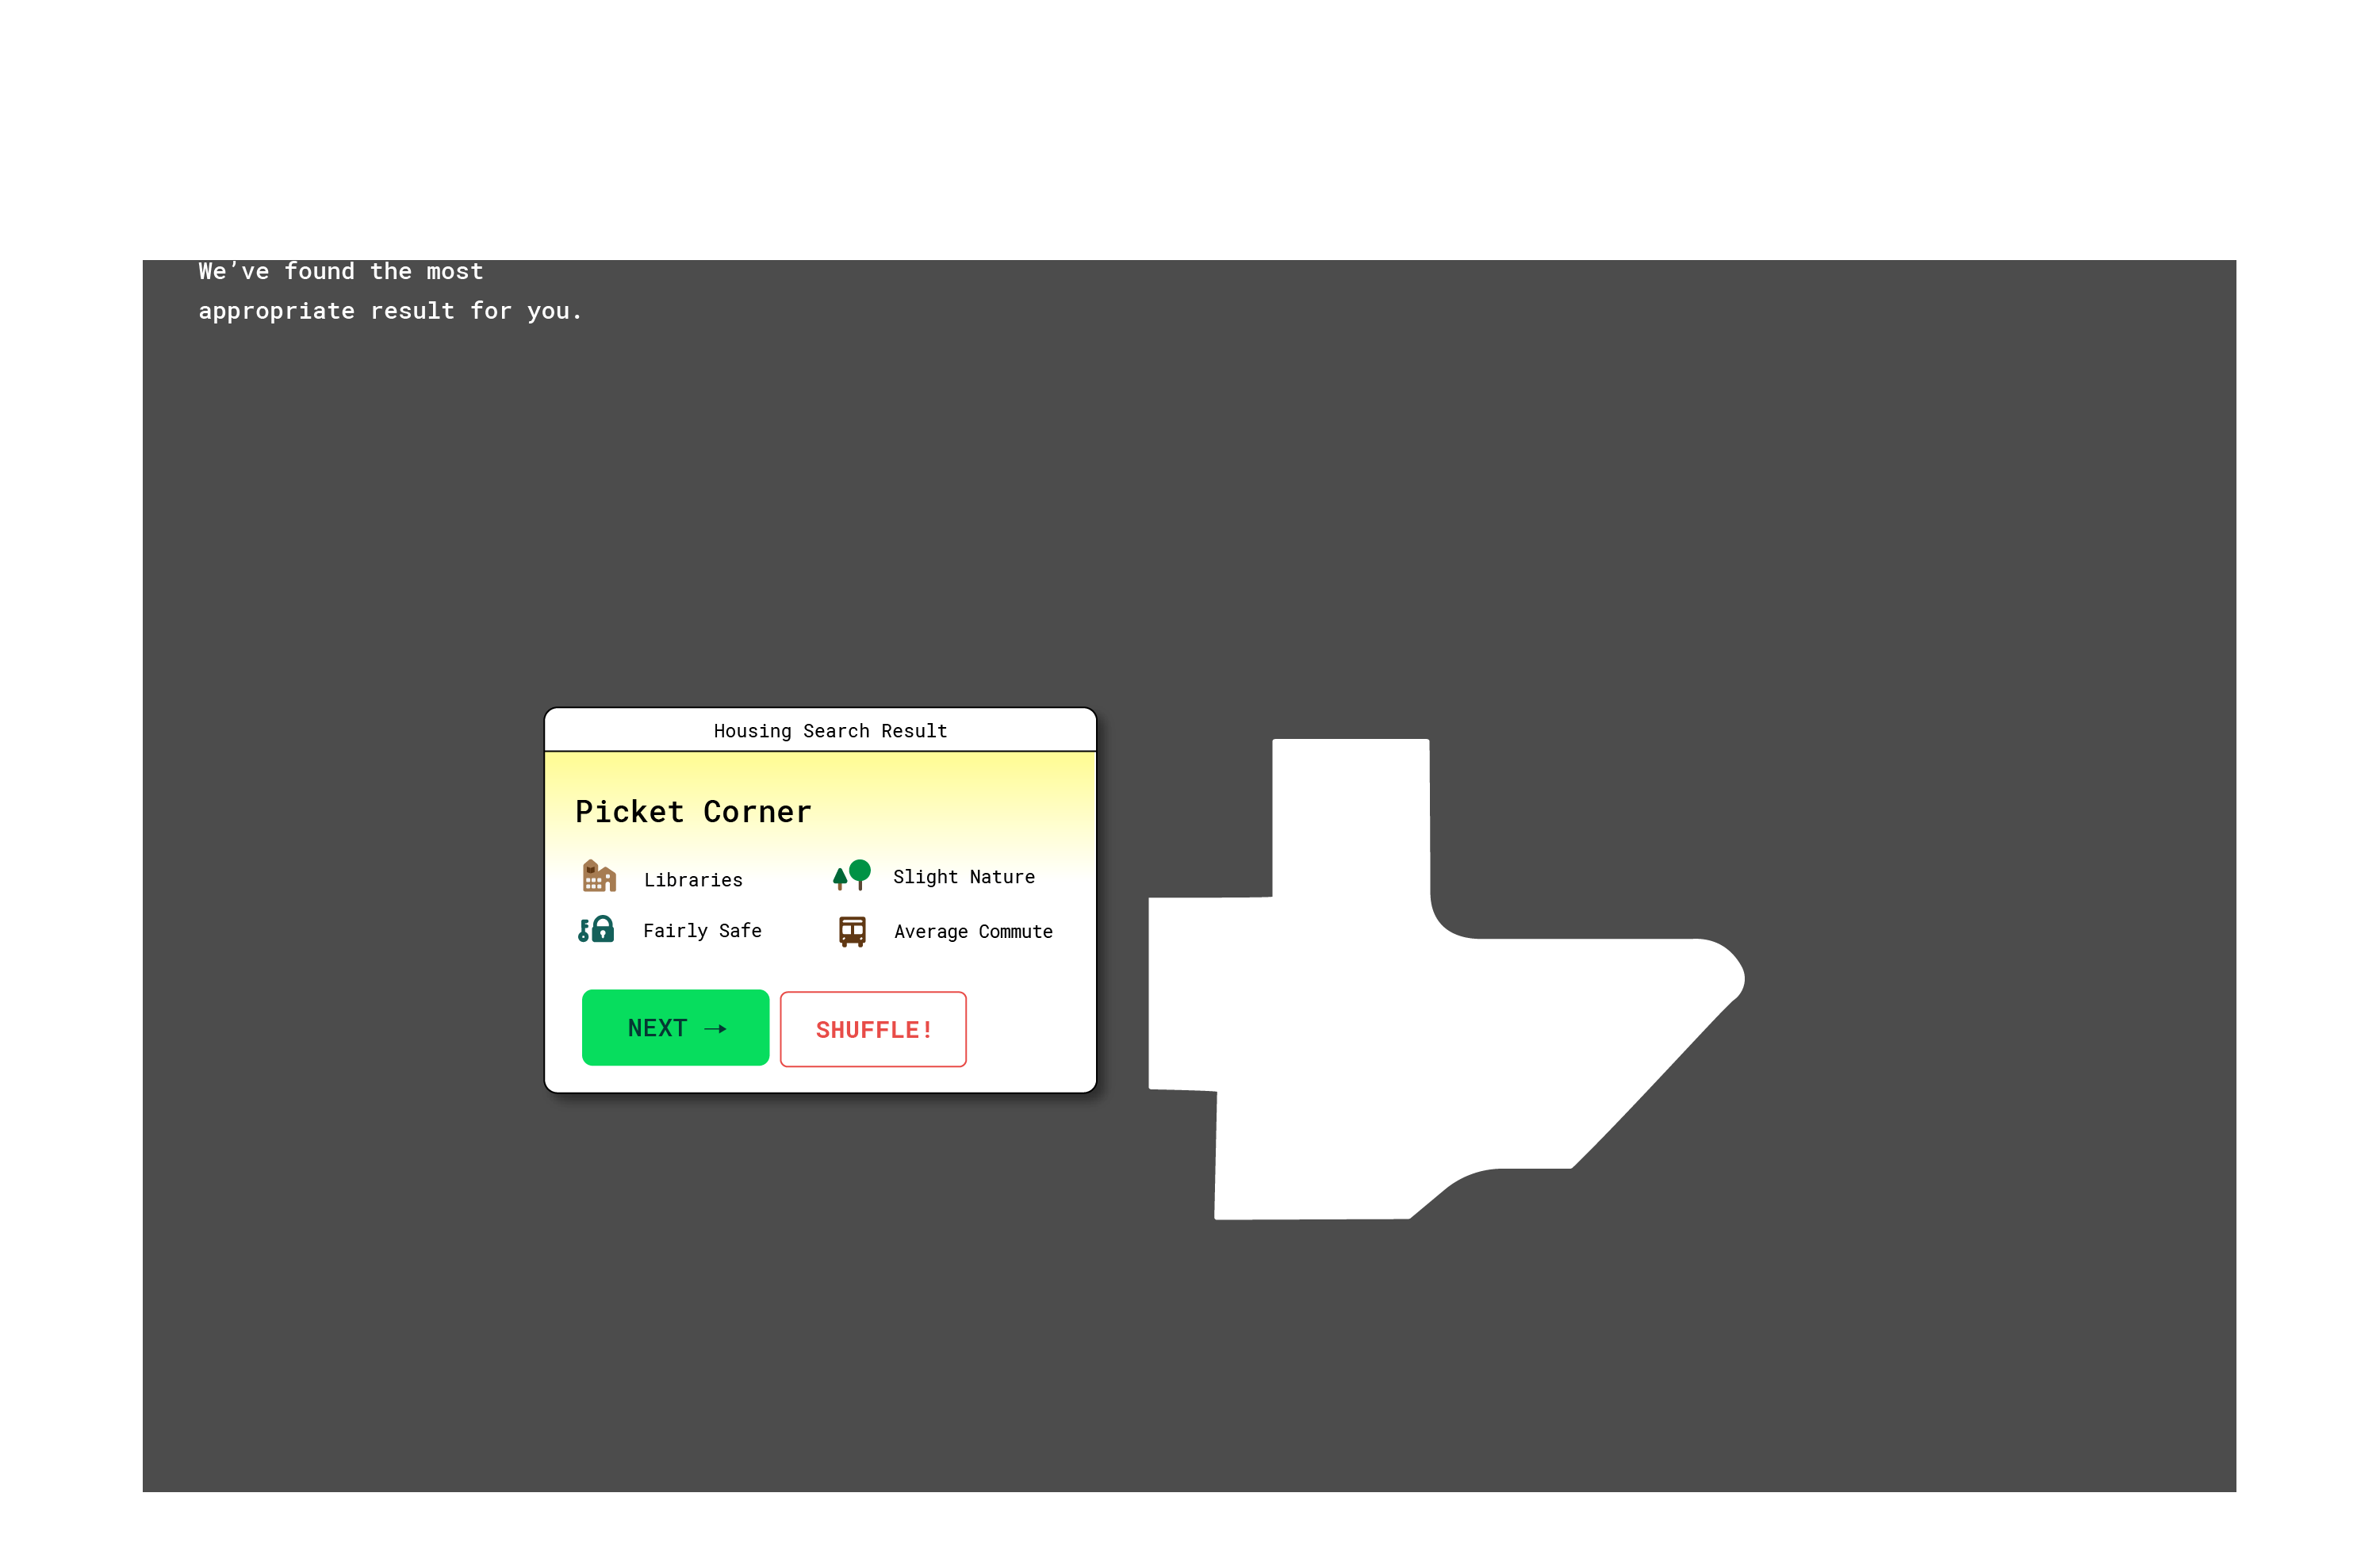 We’ve found the most
appropriate result for you.
Housing Search Result
Picket Corner
Libraries
Slight Nature
Fairly Safe
Average Commute
NEXT →
SHUFFLE!